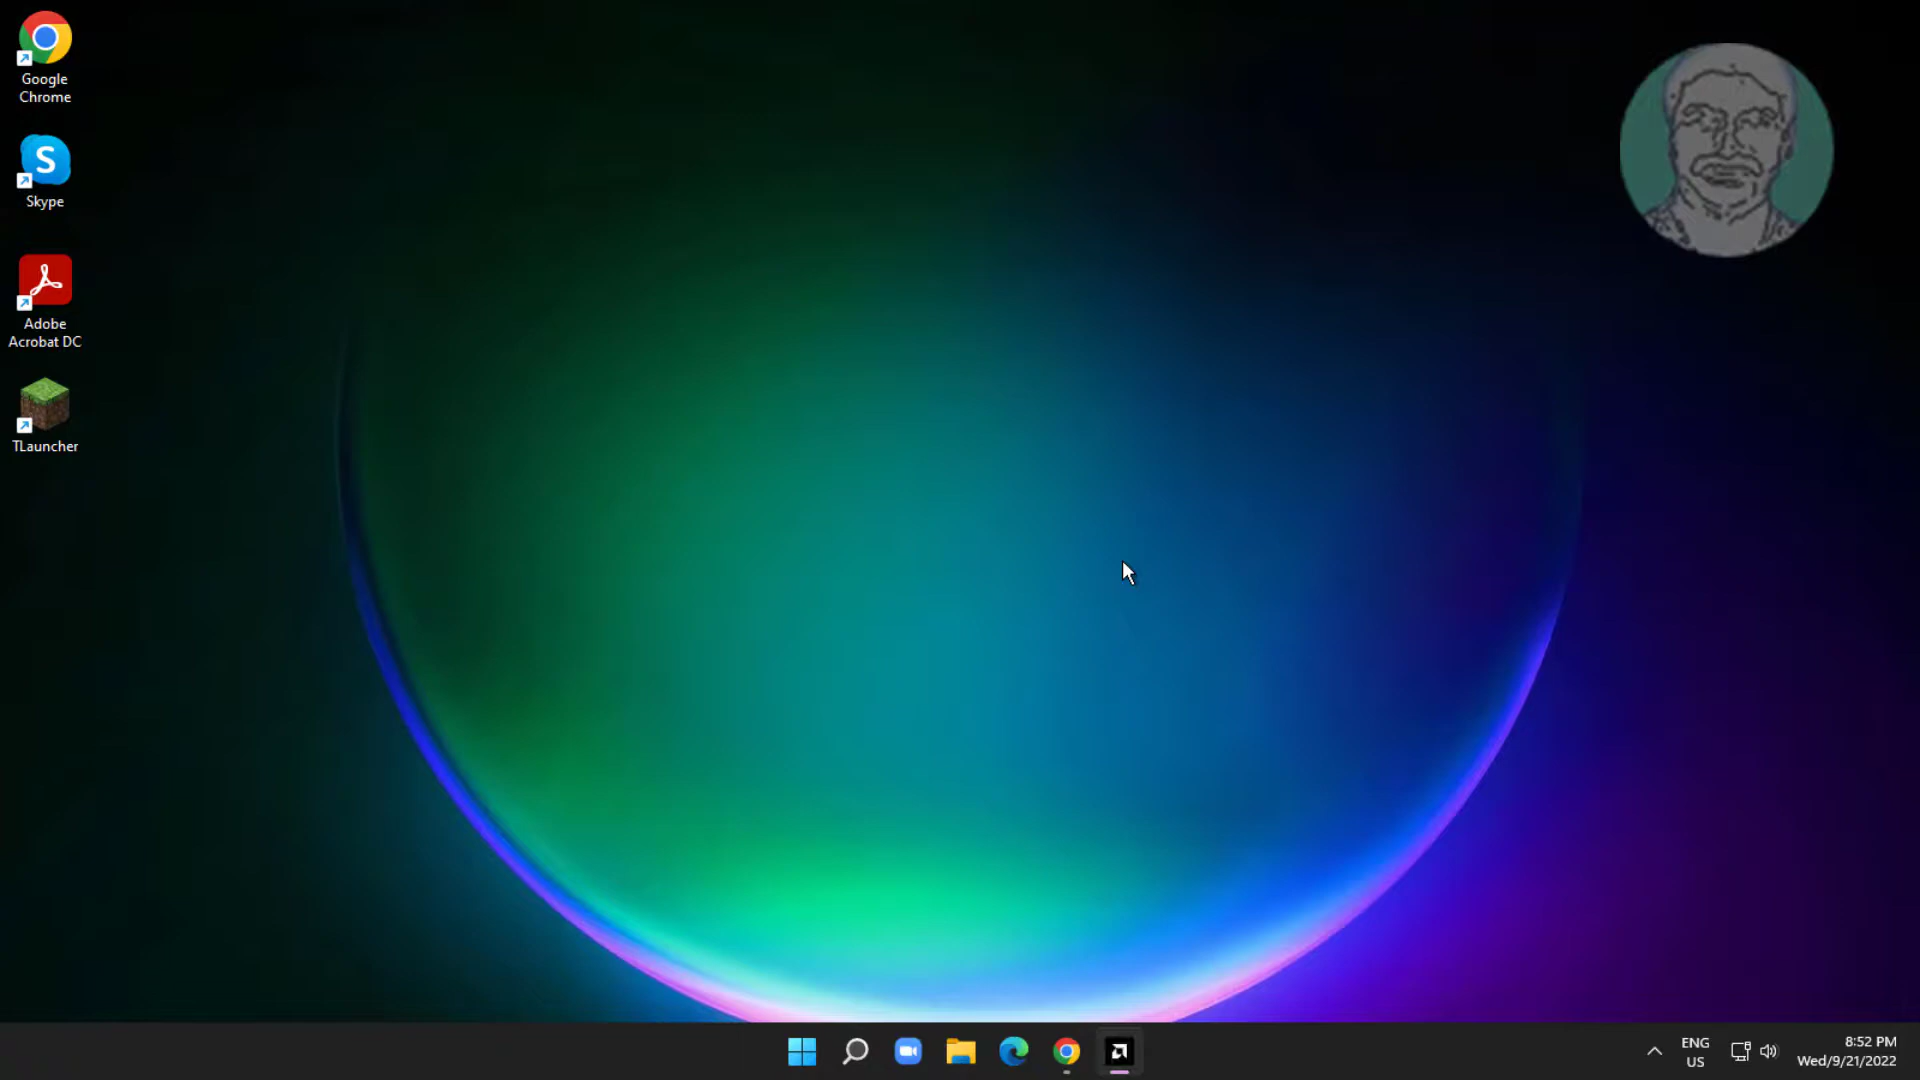 Google
Chrome
S
Skype
Adobe
Acrobat DC
TLauncher
ENG
US
8:52 PM
Wed/9/21/2022